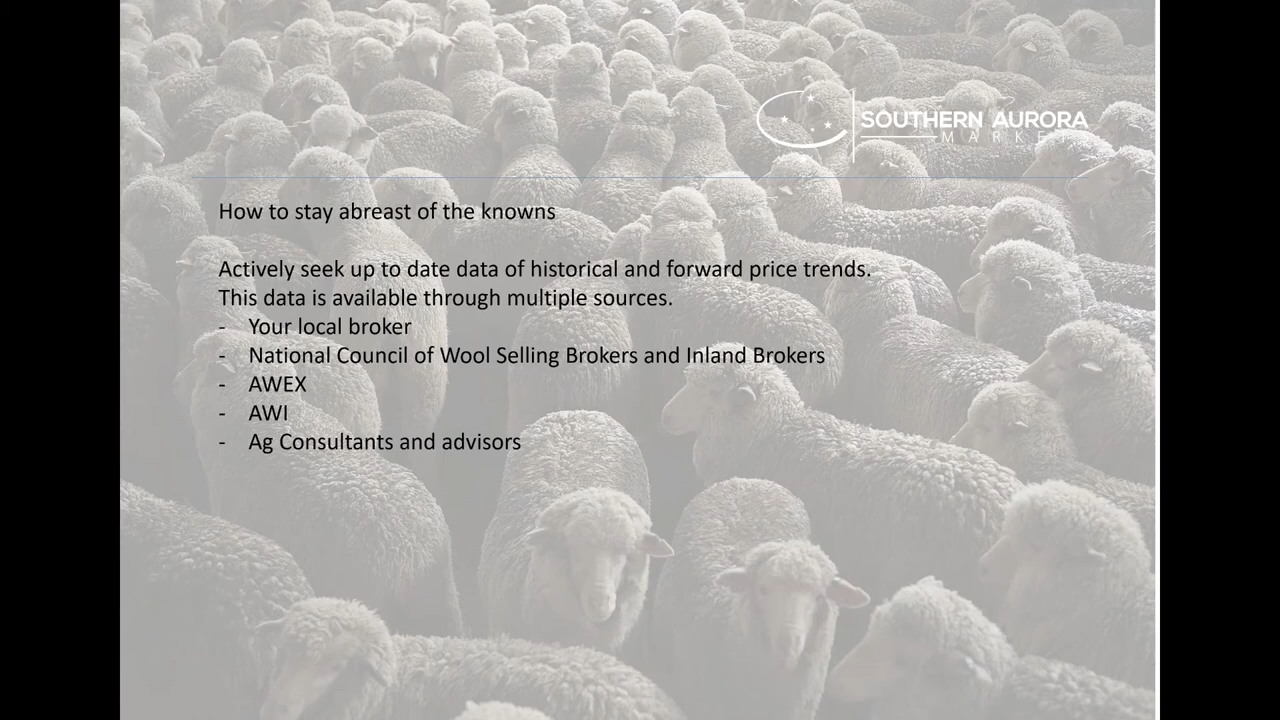 SOUTHERN AURORA
MARKE
How to stay abreast of the knowns
Actively seek up to date data of historical and forward price trends.
This data is available through multiple sources.
- Your local broker
- National Council of Wool Selling Brokers and Inland Brokers
- AWEX
- AWI
- Ag Consultants and advisors